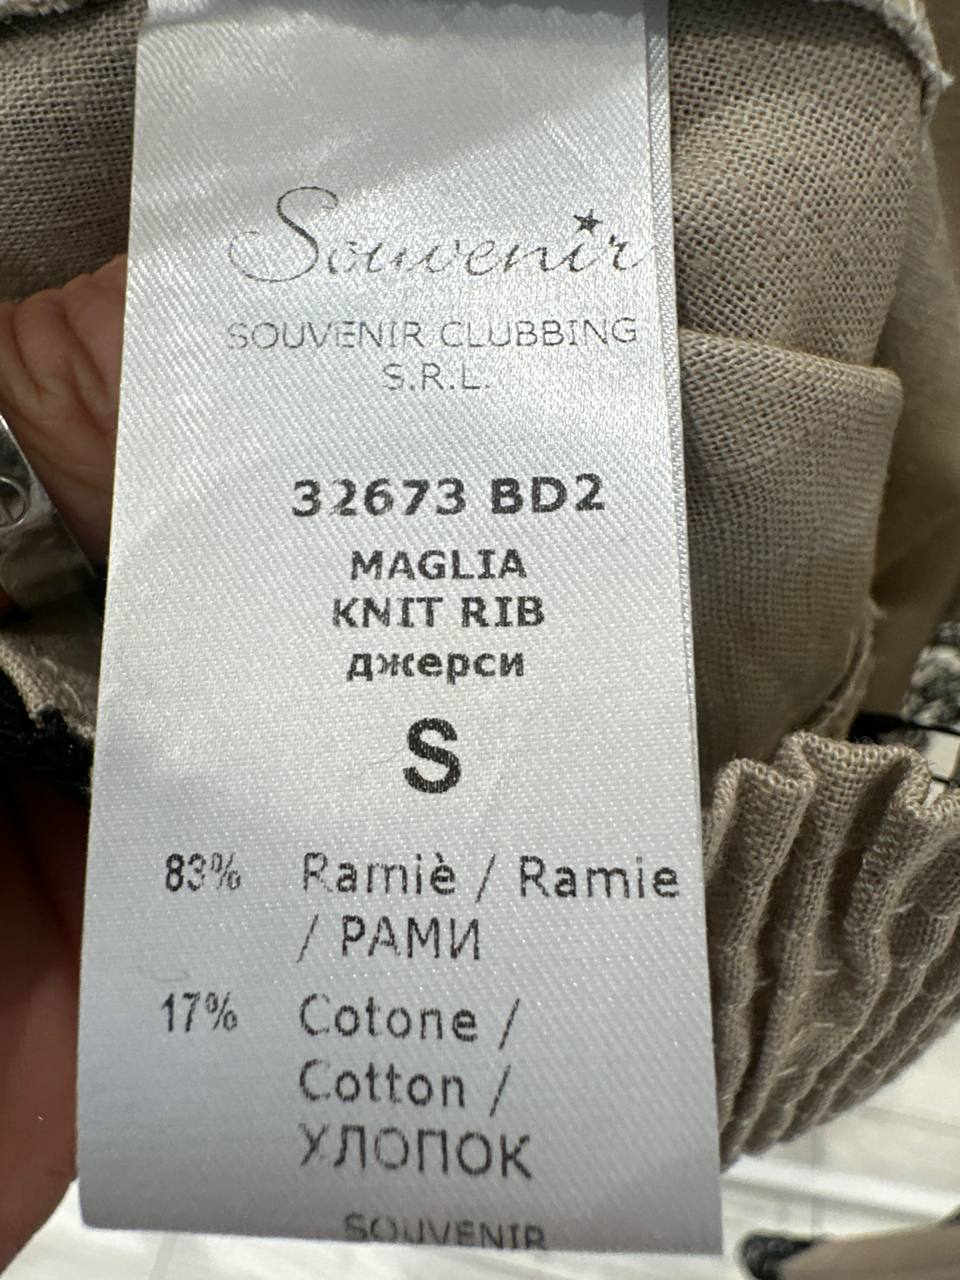 Souvenir
SOUVENIR CLUBBING
S.R.L.
32673 BD2
MAGLIA
KNIT RIB
джерси
S
83% Ramiè / Ramie
/ РАМИ
17% Cotone /
Cotton /
ХЛОПОК
SOUVENIR